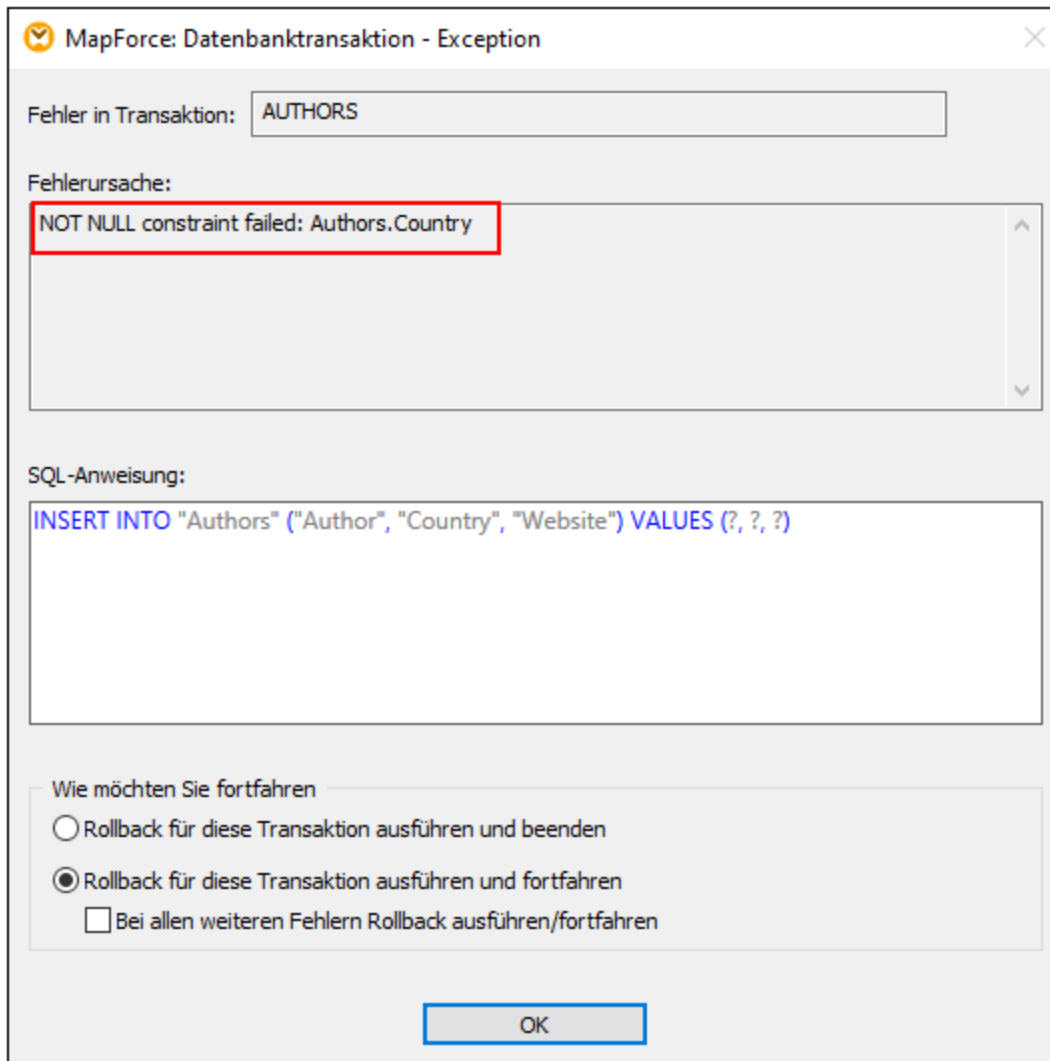 MapForce: Datenbanktransaktion - Exception
Fehler in Transaktion: AUTHORS
Fehlerursache:
NOT NULL constraint failed: Authors.Country
SQL-Anweisung:
INSERT INTO "Authors" ("Author", "Country", "Website") VALUES (?, ?, ?)
Wie möchten Sie fortfahren
Rollback für diese Transaktion ausführen und beenden
Rollback für diese Transaktion ausführen und fortfahren
Bei allen weiteren Fehlern Rollback ausführen/fortfahren
OK